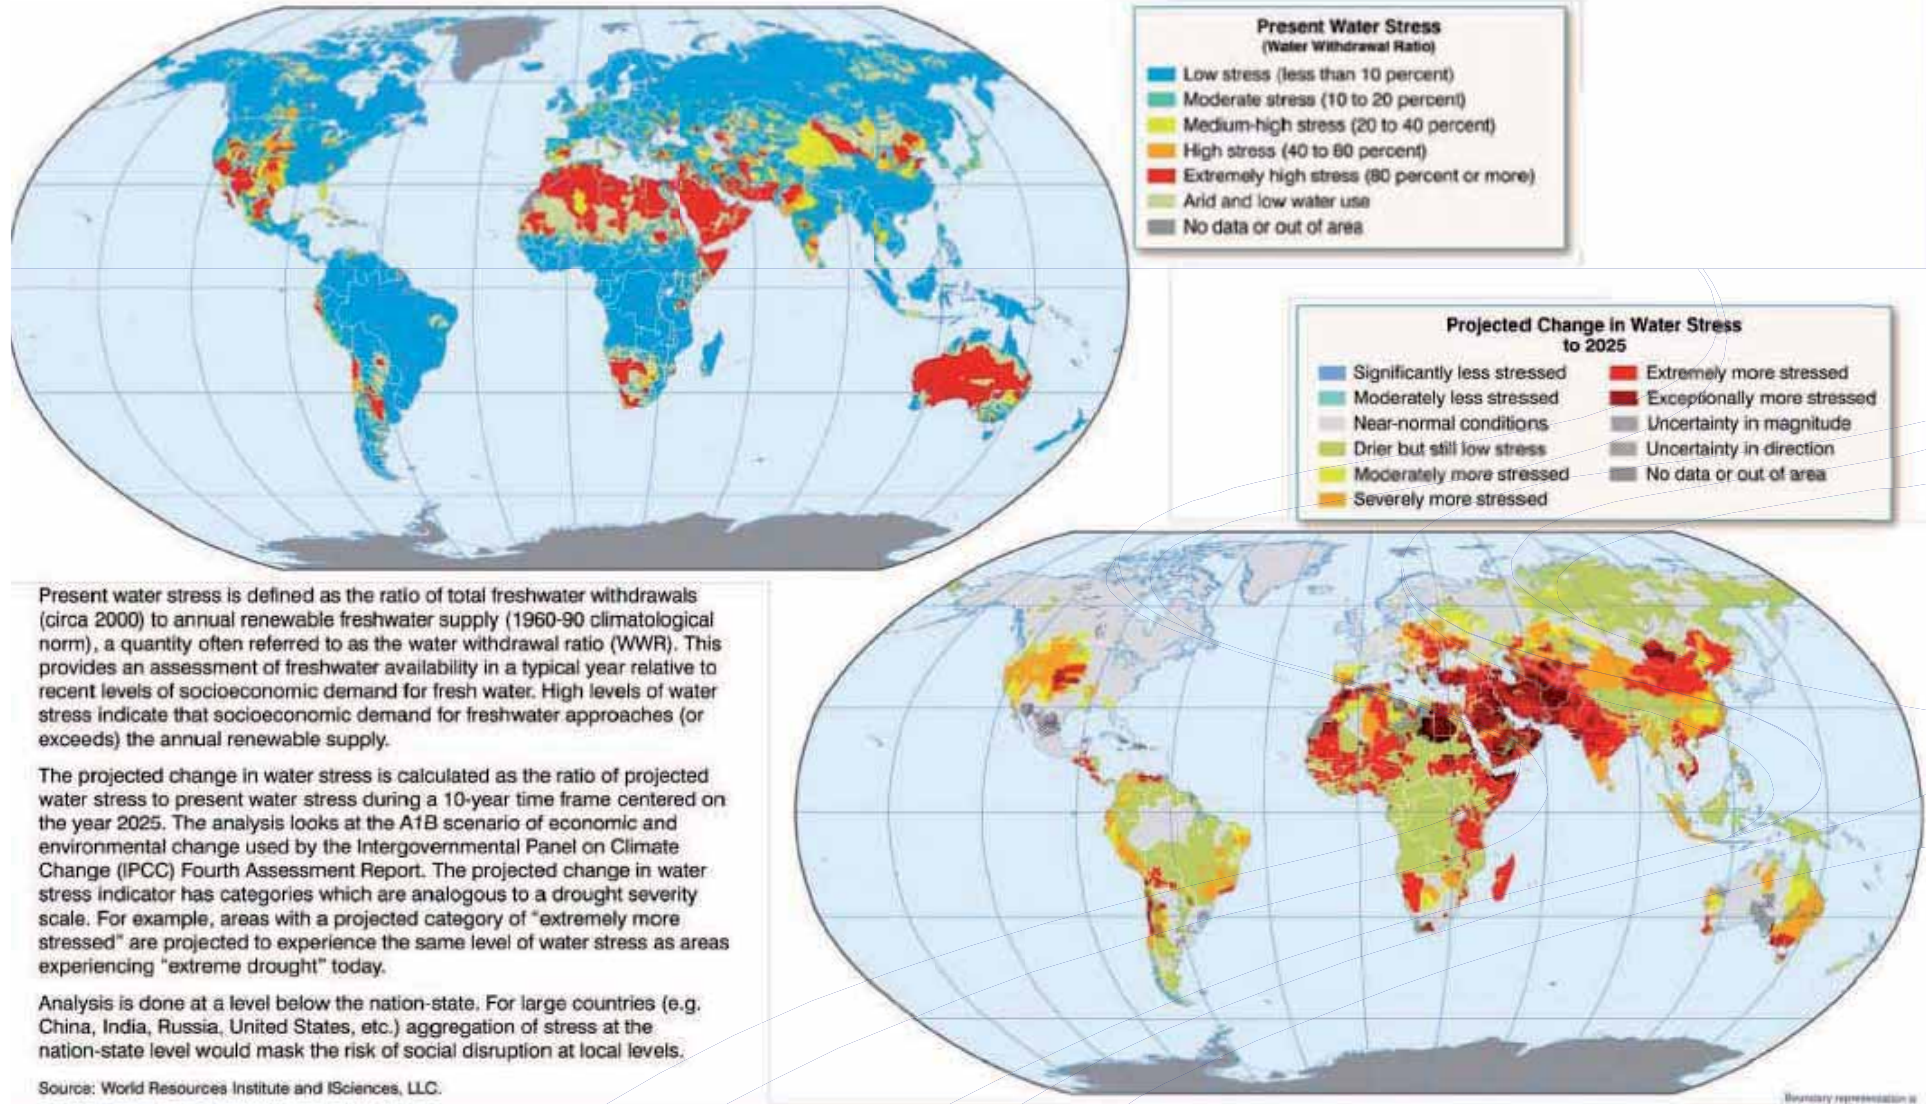 Present Water Stress
(Water Withdrawal Ratio)
Low stress (less than 10 percent)
Moderate stress (10 to 20 percent)
Medium-high stress (20 to 40 percent)
High stress (40 to 80 percent)
Extremely high stress (80 percent or more)
Arid and low water use
No data or out of area
Projected Change in Water Stress
to 2025
Significantly less stressed
Moderately less stressed
Near-normal conditions
Drier but still low stress
Moderately more stressed
Severely more stressed
Extremely more stressed
Exceptionally more stressed
Uncertainty in magnitude
Uncertainty in direction
No data or out of area
Present water stress is defined as the ratio of total freshwater withdrawals
(circa 2000) to annual renewable freshwater supply (1960-90 climatological
norm), a quantity often referred to as the water withdrawal ratio (WWR). This
provides an assessment of freshwater availability in a typical year relative to
recent levels of socioeconomic demand for fresh water. High levels of water
stress indicate that socioeconomic demand for freshwater approaches (or
exceeds) the annual renewable supply.
The projected change in water stress is calculated as the ratio of projected
water stress to present water stress during a 10-year time frame centered on
the year 2025. The analysis looks at the A1B scenario of economic and
environmental change used by the Intergovernmental Panel on Climate
Change (IPCC) Fourth Assessment Report. The projected change in water
stress indicator has categories which are analogous to a drought severity
scale. For example, areas with a projected category of “extremely more
stressed” are projected to experience the same level of water stress as areas
experiencing “extreme drought” today.
Analysis is done at a level below the nation-state. For large countries (e.g.
China, India, Russia, United States, etc.) aggregation of stress at the
nation-state level would mask the risk of social disruption at local levels.
Source: World Resources Institute and ISciences, LLC.
Boundary representation is